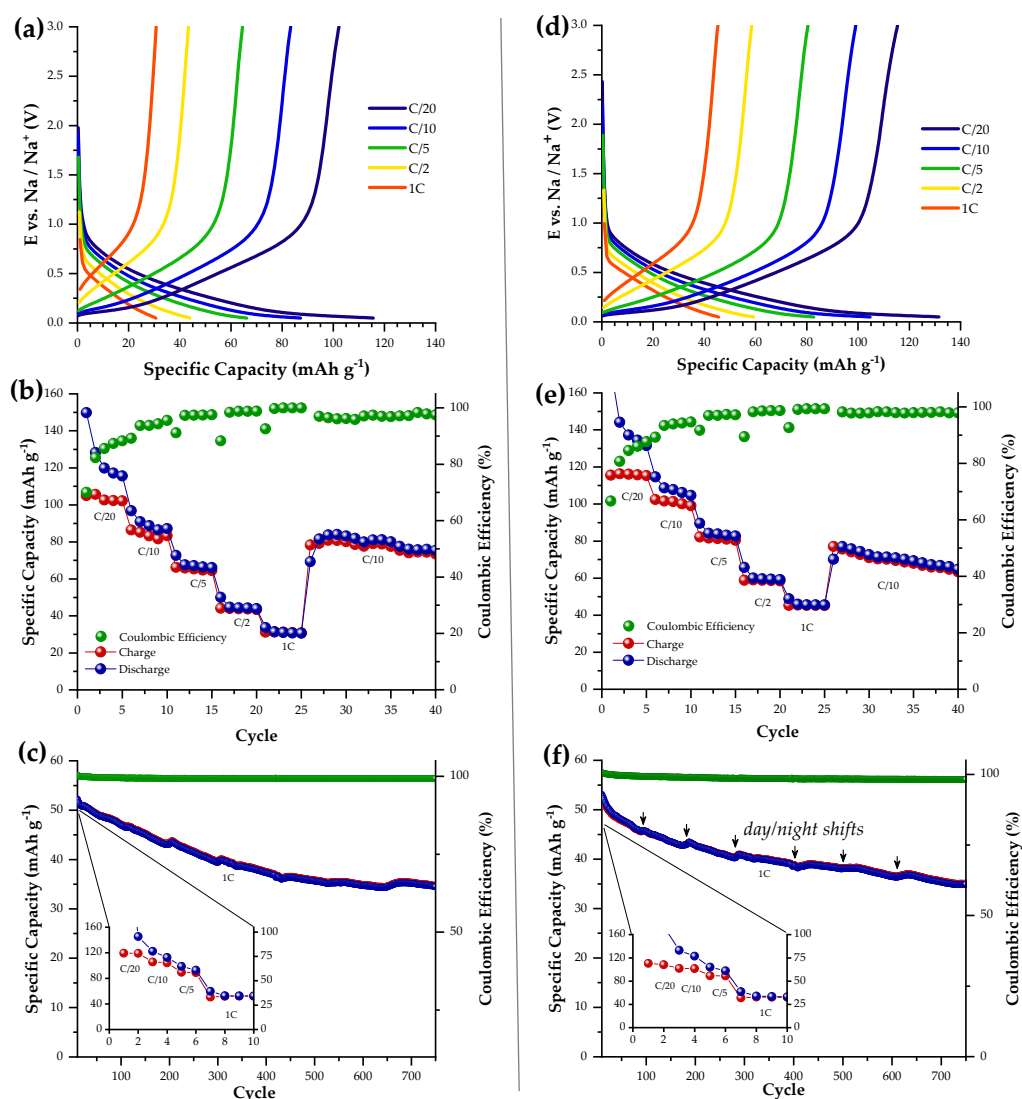 (a)
E vs. Na / Na⁺ (V)
3.0
2.5
2.0
1.5
1.0
0.5
0.0
C/20
C/10
C/5
C/2
1C
0 20 40 60 80 100 120 140
Specific Capacity (mAh g⁻¹)
(d)
E vs. Na / Na⁺ (V)
3.0
2.5
2.0
1.5
1.0
0.5
0.0
C/20
C/10
C/5
C/2
1C
0 20 40 60 80 100 120 140
Specific Capacity (mAh g⁻¹)
(b)
Specific Capacity (mAh g⁻¹)
160
140
120
100
80
60
40
20
0
C/20
C/10
C/5
C/2
1C
C/10
Coulombic Efficiency
Charge
Discharge
100
80
60
40
20
0
Coulombic Efficiency (%)
0 5 10 15 20 25 30 35 40
Cycle
(e)
Specific Capacity (mAh g⁻¹)
160
140
120
100
80
60
40
20
0
C/20
C/10
C/5
C/2
1C
C/10
Coulombic Efficiency
Charge
Discharge
100
80
60
40
20
0
Coulombic Efficiency (%)
0 5 10 15 20 25 30 35 40
Cycle
(c)
Specific Capacity (mAh g⁻¹)
60
55
50
45
40
35
30
25
20
15
10
5
0
1C
160
120
80
40
0
C/20
C/10
C/5
1C
100
75
50
25
0
0 2 4 6 8 10
100
50
Coulombic Efficiency (%)
100 200 300 400 500 600 700
Cycle
(f)
Specific Capacity (mAh g⁻¹)
60
55
50
45
40
35
30
25
20
15
10
5
0
day/night shifts
1C
160
120
80
40
0
C/20
C/10
C/5
1C
100
75
50
25
0
0 2 4 6 8 10
100
50
0
Coulombic Efficiency (%)
100 200 300 400 500 600 700
Cycle